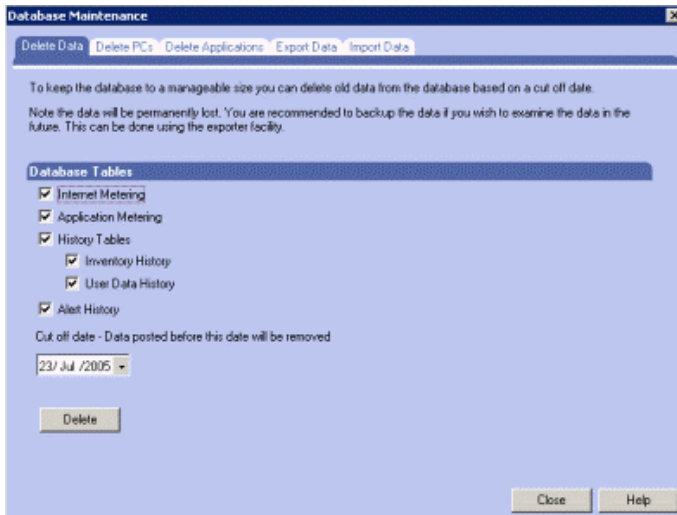 Database Maintenance
Delete Data Delete PCs Delete Applications Export Data Import Data
To keep the database to a manageable size you can delete old data from the database based on a cut off date.
Note the data will be permanently lost. You are recommended to backup the data if you wish to examine the data in the
future. This can be done using the exporter facility.
Database Tables
Internet Metering
Application Metering
History Tables
Inventory History
User Data History
Alert History
Cut off date - Data posted before this date will be removed
23/ Jul /2005
Delete
Close Help